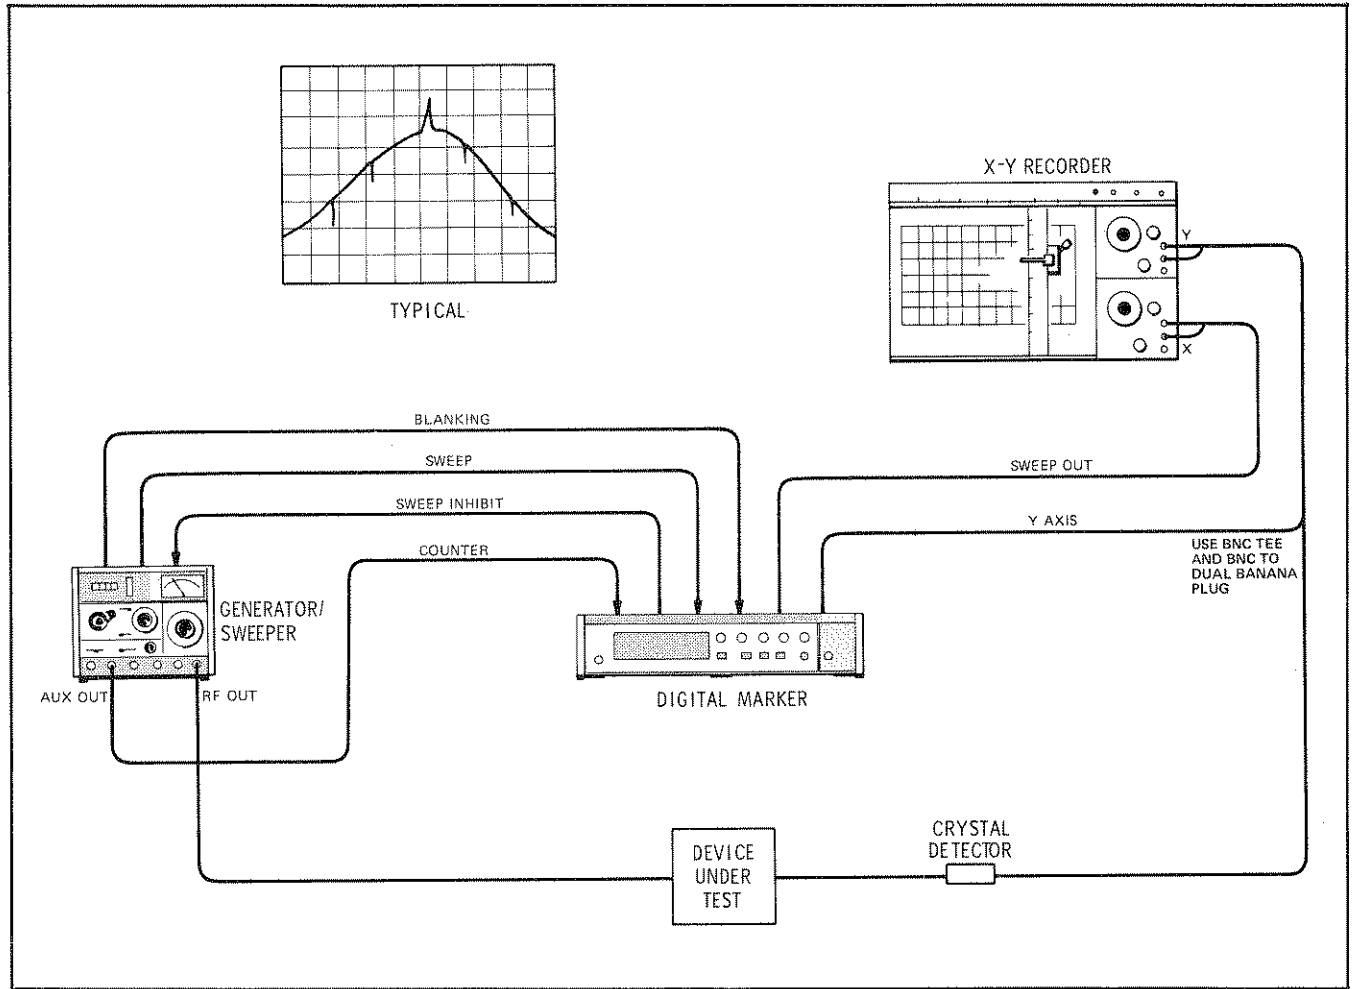 TYPICAL
X-Y RECORDER
Y
X
BLANKING
SWEEP
SWEEP INHIBIT
COUNTER
SWEEP OUT
Y AXIS
USE BNC TEE
AND BNC TO
DUAL BANANA
PLUG
GENERATOR/
SWEEPER
AUX OUT
RF OUT
DIGITAL MARKER
DEVICE
UNDER
TEST
CRYSTAL
DETECTOR